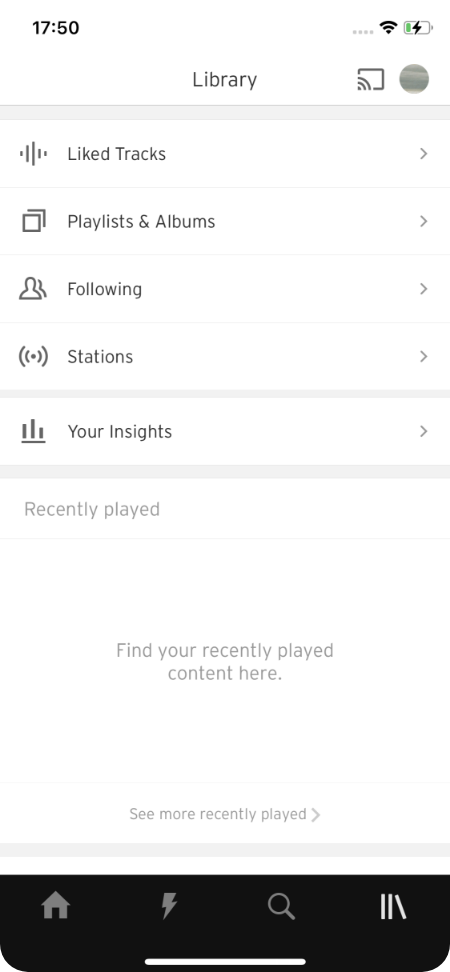 17:50
Library
Liked Tracks
Playlists & Albums
Following
Stations
Your Insights
Recently played
Find your recently played
content here.
See more recently played